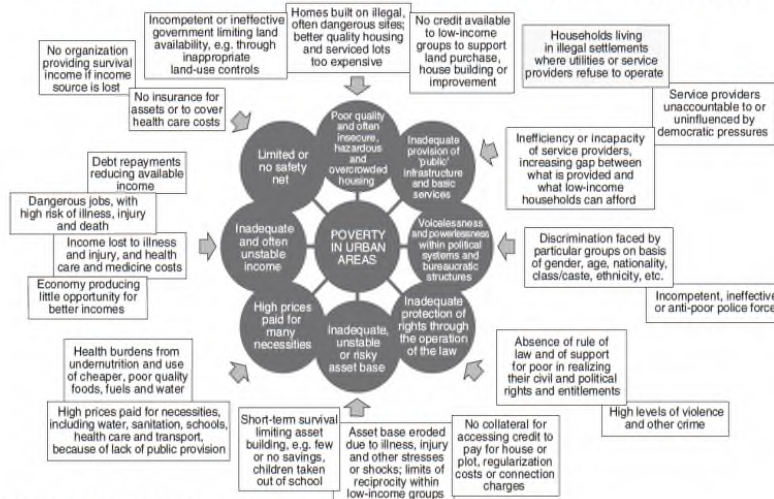 Incompetent or ineffective
government limiting land
availability, e.g. through
inappropriate
land-use controls
Homes built on illegal,
often dangerous sites;
better quality housing
and serviced lots
too expensive
No credit available
to low-income
groups to support
land purchase,
house building or
improvement
Households living
in illegal settlements
where utilities or service
providers refuse to operate
No organization
providing survival
income if income
source is lost
No insurance for
assets or to cover
health care costs
Service providers
unaccountable to or
uninfluenced by
democratic pressures
Inefficiency or incapacity
of service providers,
increasing gap between
what is provided and
what low-income
households can afford
Debt repayments
reducing available
income
Dangerous jobs, with
high risk of illness, injury
and death
Income lost to illness
and injury, and health
care and medicine costs
Economy producing
little opportunity for
better incomes
Poor quality
and often
insecure,
hazardous
and
overcrowded
housing
Limited or
no safety
net
Inadequate
provision of
'public'
infrastructure
and basic
services
Inadequate
and often
unstable
income
POVERTY
IN URBAN
AREAS
Voicelessness
and powerlessness
within political
systems and
bureaucratic
structures
High prices
paid for
many
necessities
Inadequate,
unstable
or risky
asset base
Inadequate
protection of
rights through
the operation
of the law
Discrimination faced by
particular groups on basis
of gender, age, nationality,
class/caste, ethnicity, etc.
Incompetent, ineffective
or anti-poor police force
Absence of rule of
law and of support
for poor in realizing
their civil and political
rights and entitlements
High levels of violence
and other crime
Health burdens from
undernutrition and use
of cheaper, poor quality
foods, fuels and water
High prices paid for necessities,
including water, sanitation, schools,
health care and transport,
because of lack of public provision
Short-term survival
limiting asset
building, e.g. few
or no savings,
children taken
out of school
Asset base eroded
due to illness, injury
and other stresses
or shocks; limits of
reciprocity within
low-income groups
No collateral for
accessing credit to
pay for house or
plot, regularization
costs or connection
charges